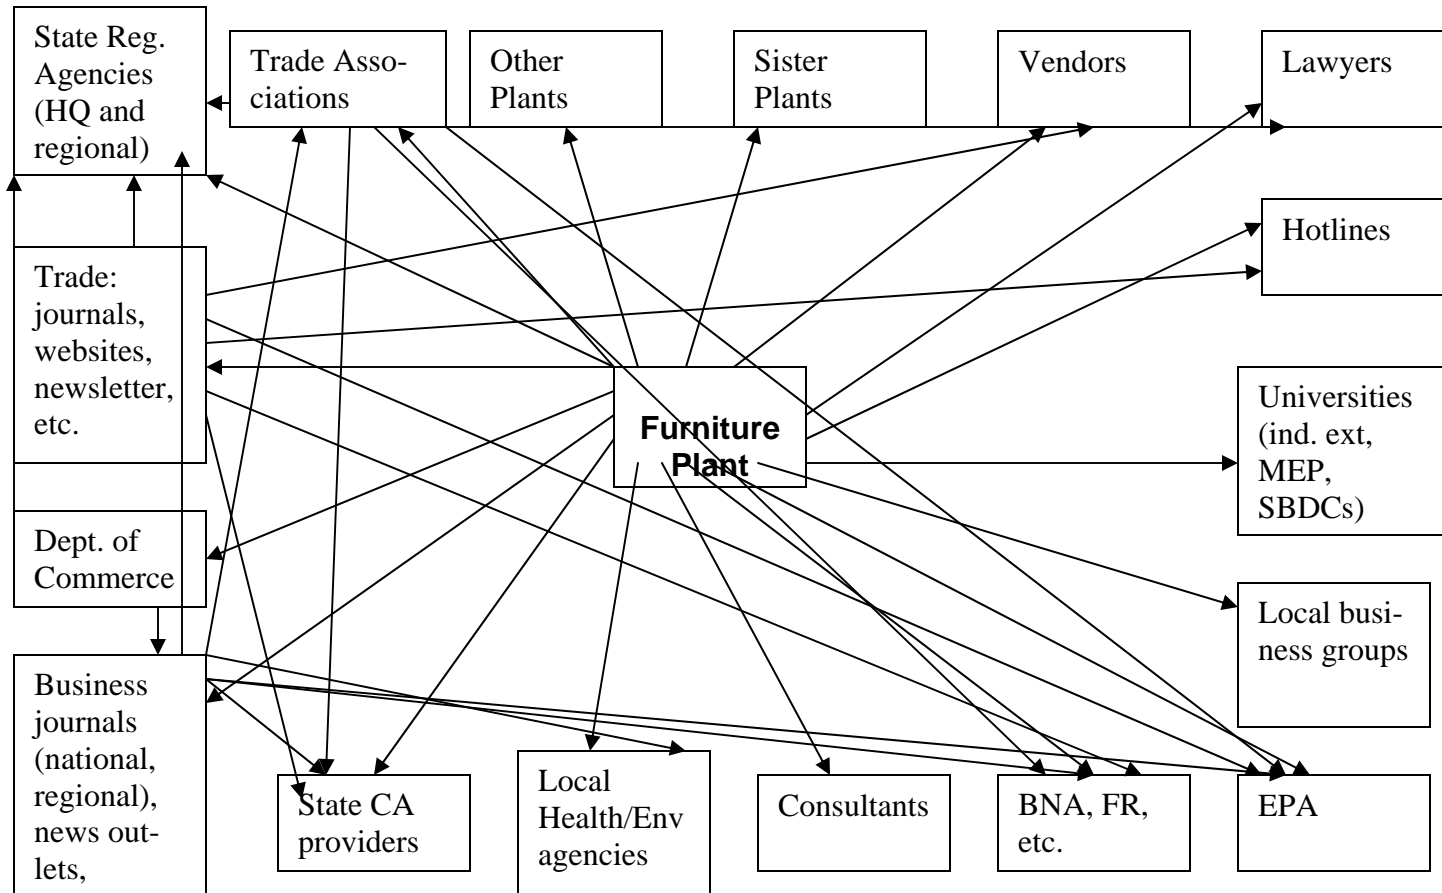 State Reg.
Agencies
(HQ and
regional)
Trade Asso-
ciations
Other
Plants
Sister
Plants
Vendors
Lawyers
Hotlines
Trade:
journals,
websites,
newsletter,
etc.
Furniture
Plant
Universities
(ind. ext,
MEP,
SBDCs)
Dept. of
Commerce
Local busi-
ness groups
Business
journals
(national,
regional),
news out-
lets,
State CA
providers
Local
Health/Env
agencies
Consultants
BNA, FR,
etc.
EPA